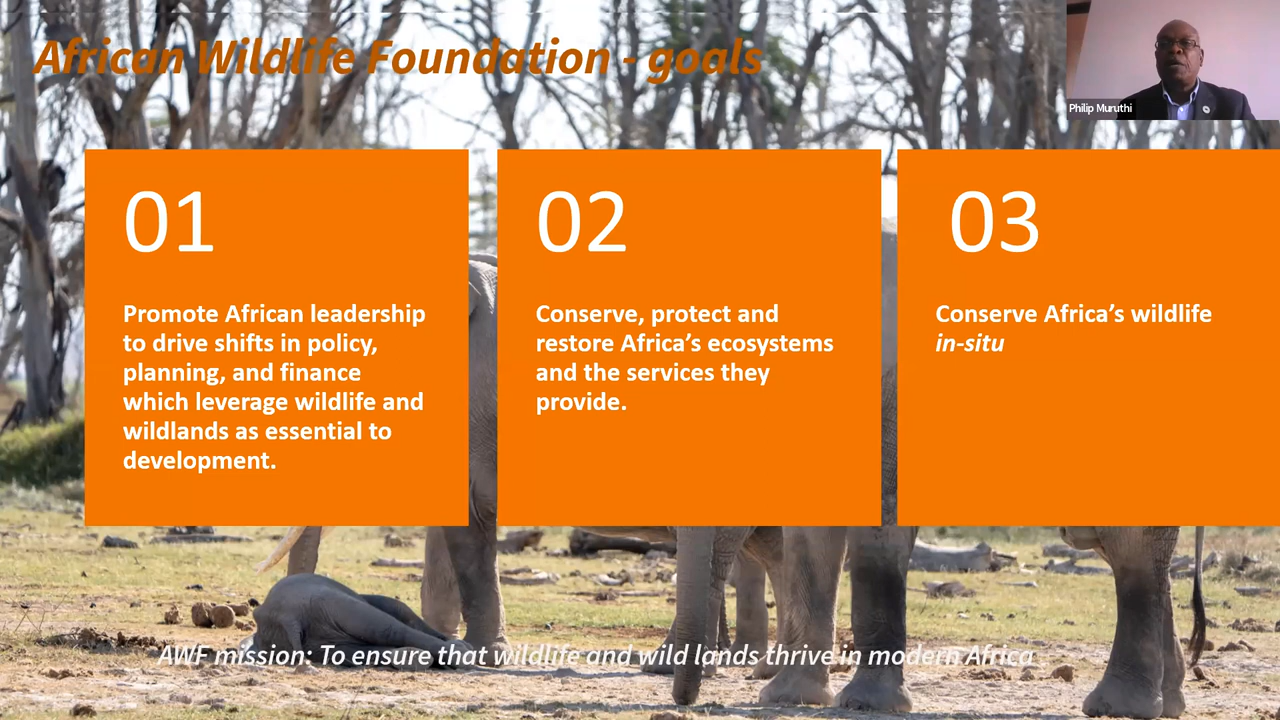 African Wildlife Foundation - goals
Philip Muruthi
01
Promote African leadership
to drive shifts in policy,
planning, and finance
which leverage wildlife and
wildlands as essential to
development.
02
Conserve, protect and
restore Africa’s ecosystems
and the services they
provide.
03
Conserve Africa’s wildlife
in-situ
AWF mission: To ensure that wildlife and wild lands thrive in modern Africa